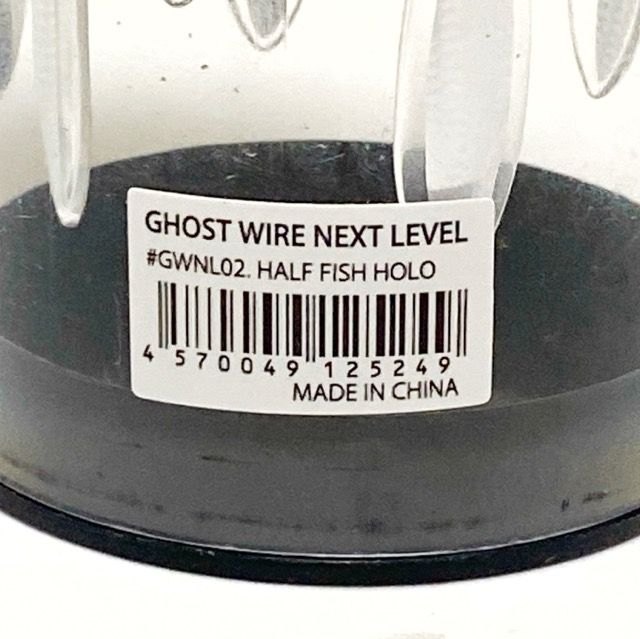 GHOST WIRE NEXT LEVEL
#GWNL02. HALF FISH HOLO
4 570049 125249
MADE IN CHINA